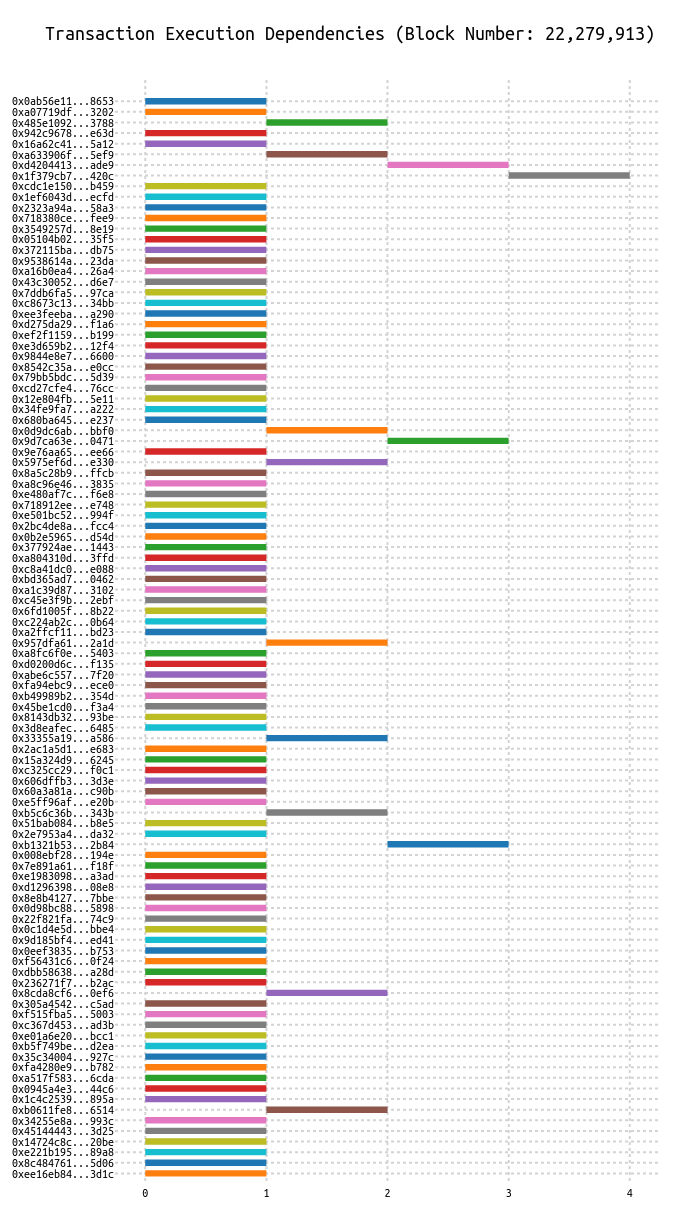 Transaction Execution Dependencies (Block Number: 22,279,913)
0x0ab56e11...8653
0xa07719df...3202
0x485e1092...3788
0x942c9678...e63d
0x16a62c41...5a12
0xa633906f...5ef9
0xd4204413...ade9
0x1f379cb7...420c
0xcdc1e150...b459
0x1ef6043d...ecfd
0x2323a94a...58a3
0x718380ce...fee9
0x3549257d...8e19
0x05104b02...35f5
0x372115ba...db75
0x9538614a...23da
0xa16b0ea4...26a4
0x43c30052...d6e7
0x7ddb6fa5...97ca
0xc8673c13...34bb
0xee3feeba...a290
0xd275da29...f1a6
0xef2f1159...b199
0xe3d659b2...12f4
0x9844e8e7...6600
0x8542c35a...e0cc
0x79bb5bdc...5d39
0xcd27cfe4...76cc
0x12e804fb...5e11
0x34fe9fa7...a222
0x680ba645...e237
0x0d9dc6ab...bbf0
0x9d7ca63e...0471
0x9e76aa65...ee66
0x5975ef6d...e330
0x8a5c28b9...ffcb
0xa8c96e46...3835
0xe480af7c...f6e8
0x718912ee...e748
0xe501bc52...994f
0x2bc4de8a...fcc4
0x0b2e5965...d54d
0x377924ae...1443
0xa804310d...3ffd
0xc8a41dc0...e088
0xbd365ad7...0462
0xa1c39d87...3102
0xc45e3f9b...2ebf
0x6fd1005f...8b22
0xc224ab2c...0b64
0xa2ffcf11...bd23
0x957dfa61...2a1d
0xa8fc6f0e...5403
0xd0200d6c...f135
0xabe6c557...7f20
0xfa94ebc9...ece0
0xb49989b2...354d
0x45be1cd0...f3a4
0x8143db32...93be
0x3d8eafec...6485
0x33355a19...a586
0x2ac1a5d1...e683
0x15a324d9...6245
0xc325cc29...f0c1
0x606dffb3...3d3e
0x60a3a81a...c90b
0xe5ff96af...e20b
0xb5c6c36b...343b
0x51bab084...b8e5
0x2e7953a4...da32
0xb1321b53...2b84
0x008ebf28...194e
0x7e891a61...f18f
0xe1983098...a3ad
0xd1296398...08e8
0x8e8b4127...7bbe
0x0d98bc88...5898
0x22f821fa...74c9
0x0c1d4e5d...bbe4
0x9d185bf4...ed41
0x0eef3835...b753
0xf56431c6...0f24
0xdbb58638...a28d
0x236271f7...b2ac
0x8cda8cf6...0ef6
0x305a4542...c5ad
0xf515fba5...5003
0xc367d453...ad3b
0xe01a6e20...bcc1
0xb5f749be...d2ea
0x35c34004...927c
0xfa4280e9...b782
0xa517f583...6cda
0x0945a4e3...44c6
0x1c4c2539...895a
0xb0611fe8...6514
0x34255e8a...993c
0x45144443...3d25
0x14724c8c...20be
0xe221b195...89a8
0x8c484761...5d06
0xee16eb84...3d1c
0 1 2 3 4